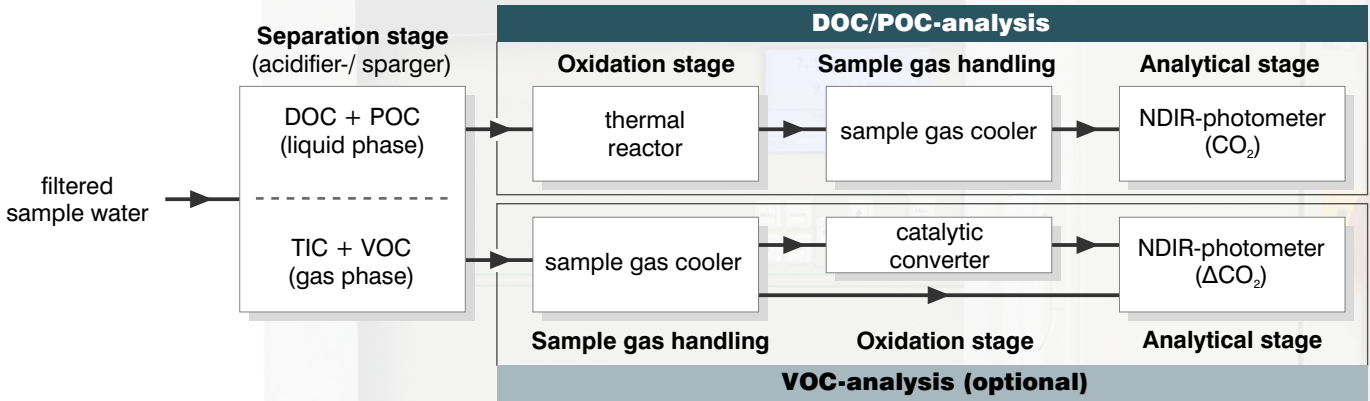 DOC/POC-analysis
Separation stage
(acidifier-/ sparger)
Oxidation stage
Sample gas handling
Analytical stage
DOC + POC
(liquid phase)
thermal
reactor
sample gas cooler
NDIR-photometer
(CO₂)
filtered
sample water
TIC + VOC
(gas phase)
sample gas cooler
catalytic
converter
NDIR-photometer
(ΔCO₂)
Sample gas handling
Oxidation stage
Analytical stage
VOC-analysis (optional)